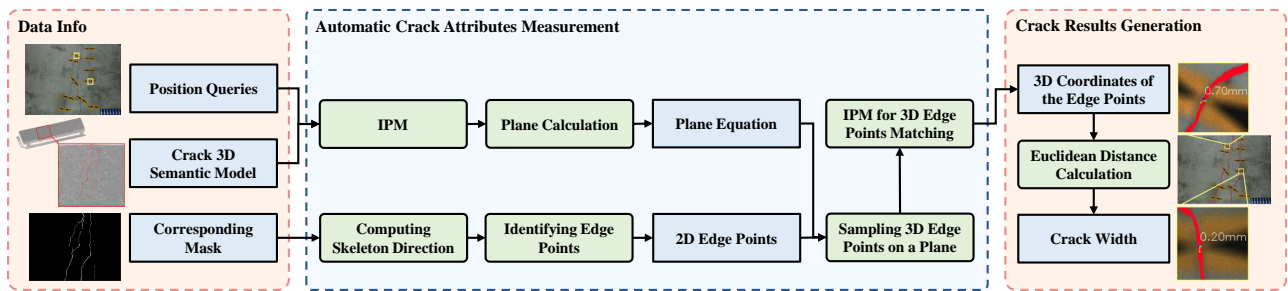 Data Info
Position Queries
Crack 3D
Semantic Model
Corresponding
Mask
Automatic Crack Attributes Measurement
IPM
Plane Calculation
Plane Equation
IPM for 3D Edge
Points Matching
Computing
Skeleton Direction
Identifying Edge
Points
2D Edge Points
Sampling 3D Edge
Points on a Plane
Crack Results Generation
3D Coordinates of
the Edge Points
Euclidean Distance
Calculation
Crack Width
0.70mm
0.20mm